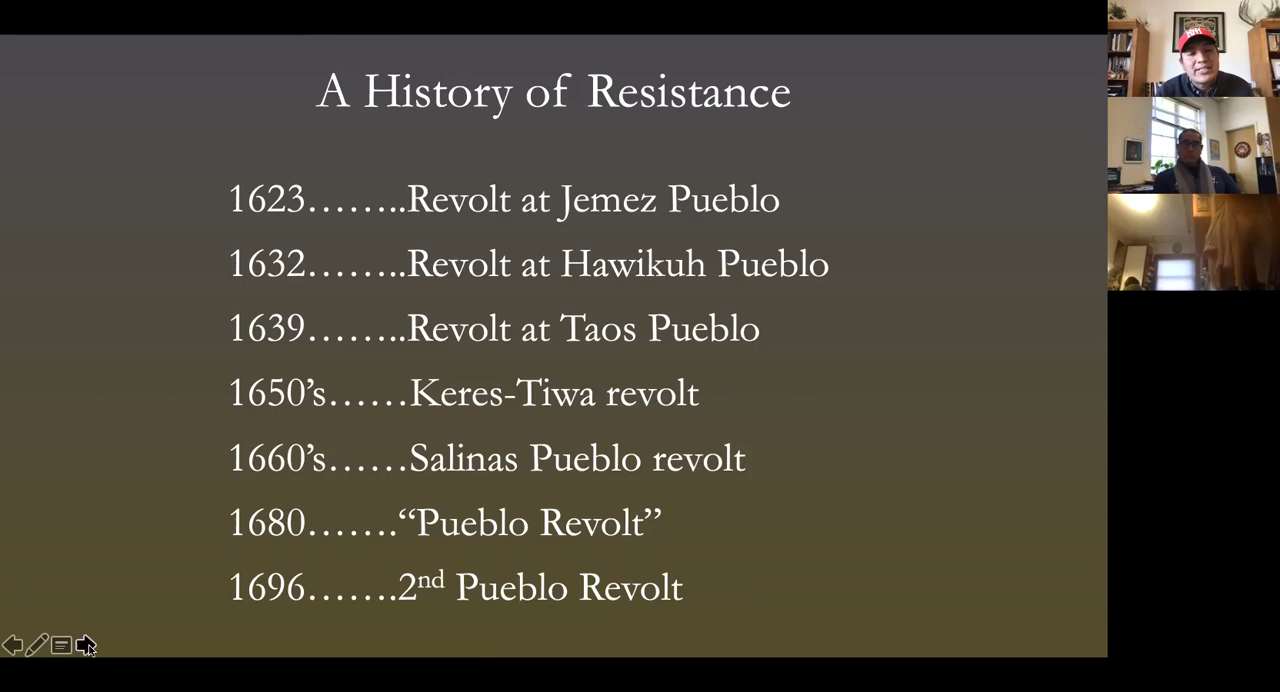 A History of Resistance
1623……..Revolt at Jemez Pueblo
1632……..Revolt at Hawikuh Pueblo
1639……..Revolt at Taos Pueblo
1650’s……Keres-Tiwa revolt
1660’s……Salinas Pueblo revolt
1680…….“Pueblo Revolt”
1696…….2nd Pueblo Revolt